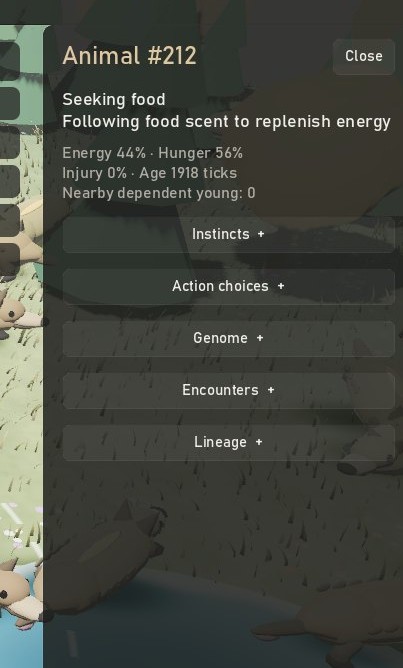 Animal #212
Close
Seeking food
Following food scent to replenish energy
Energy 44% · Hunger 56%
Injury 0% · Age 1918 ticks
Nearby dependent young: 0
Instincts +
Action choices +
Genome +
Encounters +
Lineage +